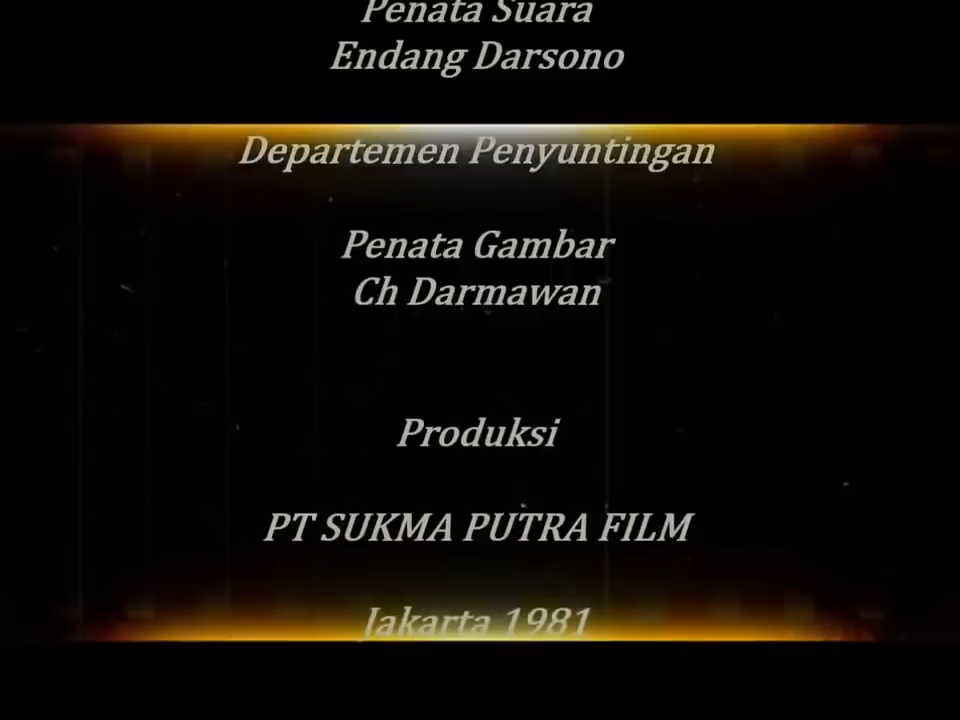 Penata Suara
Endang Darsono
Departemen Penyuntingan
Penata Gambar
Ch Darmawan
Produksi
PT SUKMA PUTRA FILM
Jakarta 1981